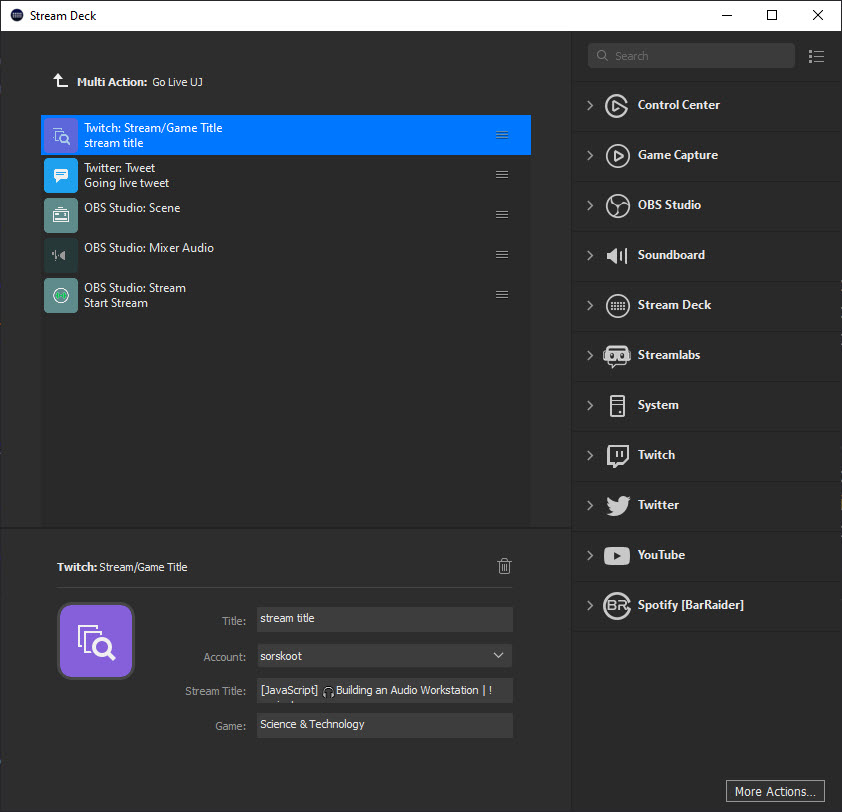 Stream Deck
Multi Action: Go Live UJ
Twitch: Stream/Game Title
stream title
Twitter: Tweet
Going live tweet
OBS Studio: Scene
OBS Studio: Mixer Audio
OBS Studio: Stream
Start Stream
Twitch: Stream/Game Title
Title: stream title
Account: sorskoot
Stream Title: [JavaScript] 🎧Building an Audio Workstation | !
Game: Science & Technology
Search
Control Center
Game Capture
OBS Studio
Soundboard
Stream Deck
Streamlabs
System
Twitch
Twitter
YouTube
BR Spotify [BarRaider]
More Actions...